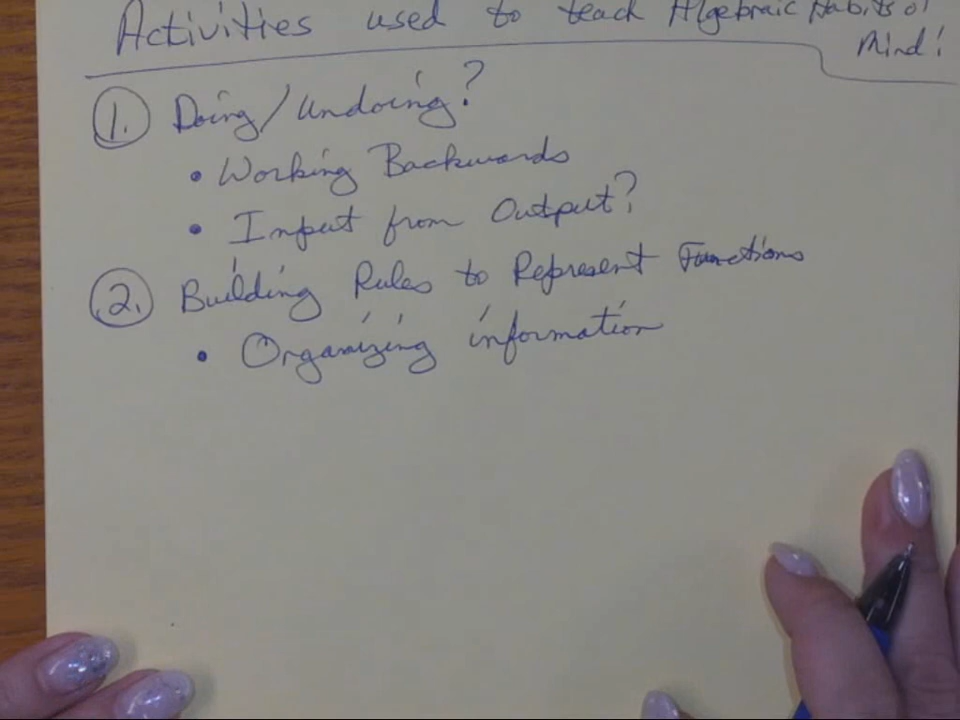 Activities used to teach Algebraic Habits of
Mind!
1. Doing/Undoing?
• Working Backwards
• Input from Output?
2. Building Rules to Represent Functions
• Organizing information